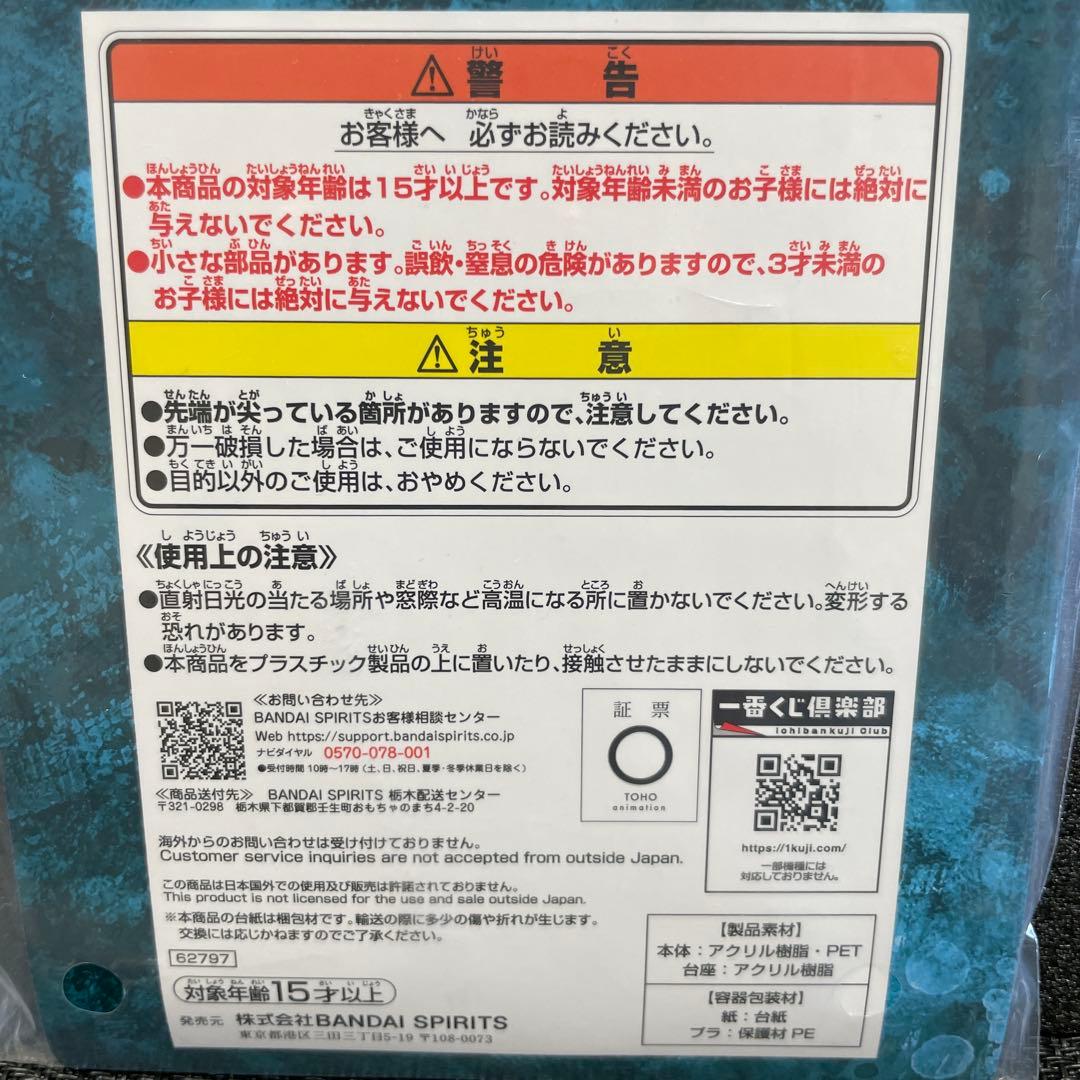 ⚠警告
お客様へ 必ずお読みください。
●本商品の対象年齢は15才以上です。対象年齢未満のお子様には絶対に
与えないでください。
●小さな部品があります。誤飲・窒息の危険がありますので、3才未満の
お子様には絶対に与えないでください。
⚠注意
●先端が尖っている箇所がありますので、注意してください。
●万一破損した場合は、ご使用にならないでください。
●目的以外のご使用は、おやめください。
《使用上の注意》
●直射日光の当たる場所や窓際など高温になる所に置かないでください。変形する
恐れがあります。
●本商品をプラスチック製品の上に置いたり、接触させたままにしないでください。
≪お問い合わせ先≫
BANDAI SPIRITSお客様相談センター
Web https://support.bandaispirits.co.jp
ナビダイヤル 0570-078-001
●受付時間 10時〜17時(土、日、祝日、夏季・冬季休業日を除く)
≪商品送付先≫ BANDAI SPIRITS 栃木配送センター
〒321-0298 栃木県下都賀郡壬生町おもちゃのまち4-2-20
証票
TOHO
animation
一番くじ倶楽部
Ichibankuji Club
https://1kuji.com/
一部機種には
対応しておりません。
海外からのお問い合わせは受け付けておりません。
Customer service inquiries are not accepted from outside Japan.
この商品は日本国外での使用及び販売は許諾されておりません。
This product is not licensed for the use and sale outside Japan.
※本商品の台紙は梱包材です。輸送の際に多少の傷や折れが生じます。
交換には応じかねますのでご了承ください。
62797
対象年齢15才以上
発売元 株式会社BANDAI SPIRITS
東京都港区三田三丁目5-19 〒108-0073
【製品素材】
本体：アクリル樹脂・PET
台座：アクリル樹脂
【容器包装材】
紙：台紙
プラ：保護材 PE